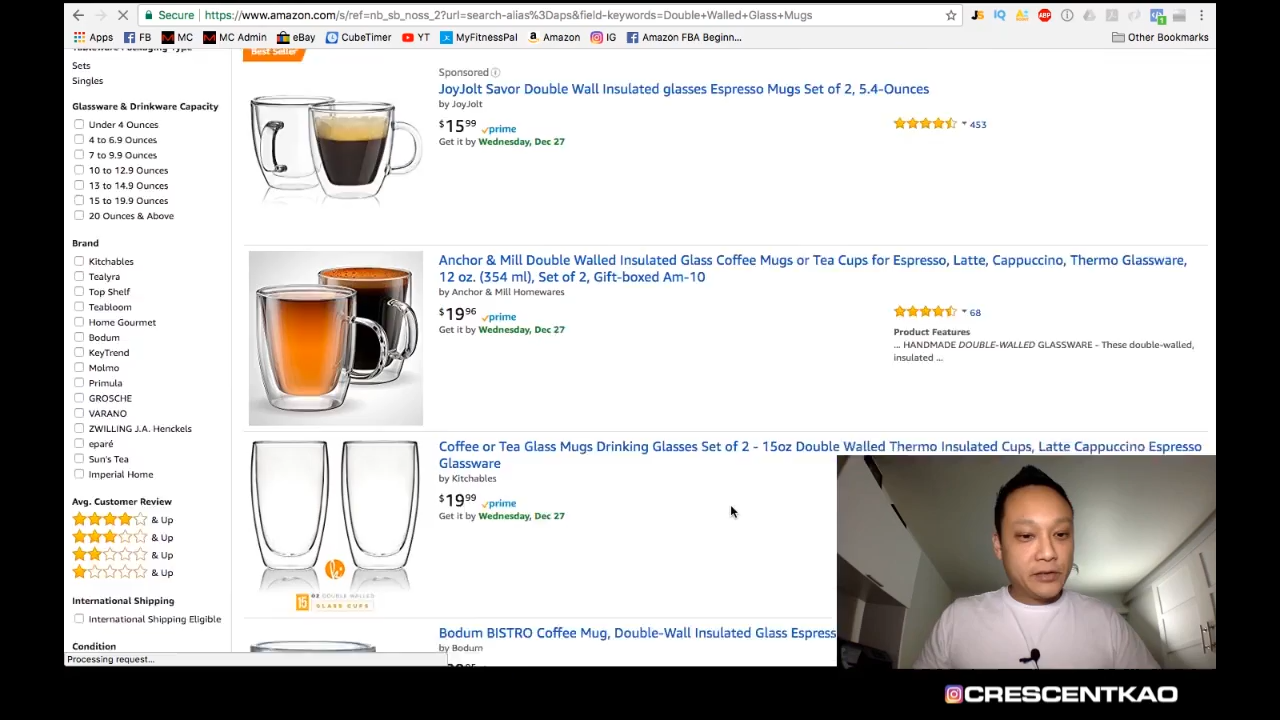 Secure
https://www.amazon.com/s/ref=nb_sb_noss_2?url=search-alias%3Daps&field-keywords=Double+Walled+Glass+Mugs
Apps FB MC MC Admin eBay CubeTimer YT MyFitnessPal Amazon IG Amazon FBA Beginn... Other Bookmarks
Tableware Packaging Type
Sets
Singles
Glassware & Drinkware Capacity
Under 4 Ounces
4 to 6.9 Ounces
7 to 9.9 Ounces
10 to 12.9 Ounces
13 to 14.9 Ounces
15 to 19.9 Ounces
20 Ounces & Above
Brand
Kitchables
Tealyra
Top Shelf
Teabloom
Home Gourmet
Bodum
KeyTrend
Molmo
Primula
GROSCHE
VARANO
ZWILLING J.A. Henckels
eparé
Sun's Tea
Imperial Home
Avg. Customer Review
& Up
& Up
& Up
& Up
International Shipping
International Shipping Eligible
Condition
Processing request...
Best Seller
Sponsored
JoyJolt Savor Double Wall Insulated glasses Espresso Mugs Set of 2, 5.4-Ounces
by JoyJolt
$15 99 prime
Get it by Wednesday, Dec 27
453
Anchor & Mill Double Walled Insulated Glass Coffee Mugs or Tea Cups for Espresso, Latte, Cappuccino, Thermo Glassware,
12 oz. (354 ml), Set of 2, Gift-boxed Am-10
by Anchor & Mill Homewares
$19 96 prime
Get it by Wednesday, Dec 27
68
Product Features
... HANDMADE DOUBLE-WALLED GLASSWARE - These double-walled,
insulated ...
Coffee or Tea Glass Mugs Drinking Glasses Set of 2 - 15oz Double Walled Thermo Insulated Cups, Latte Cappuccino Espresso
Glassware
by Kitchables
$19 99 prime
Get it by Wednesday, Dec 27
15 OZ DOUBLE WALLED
GLASS CUPS
Bodum BISTRO Coffee Mug, Double-Wall Insulated Glass Espress
by Bodum
CRESCENTKAO